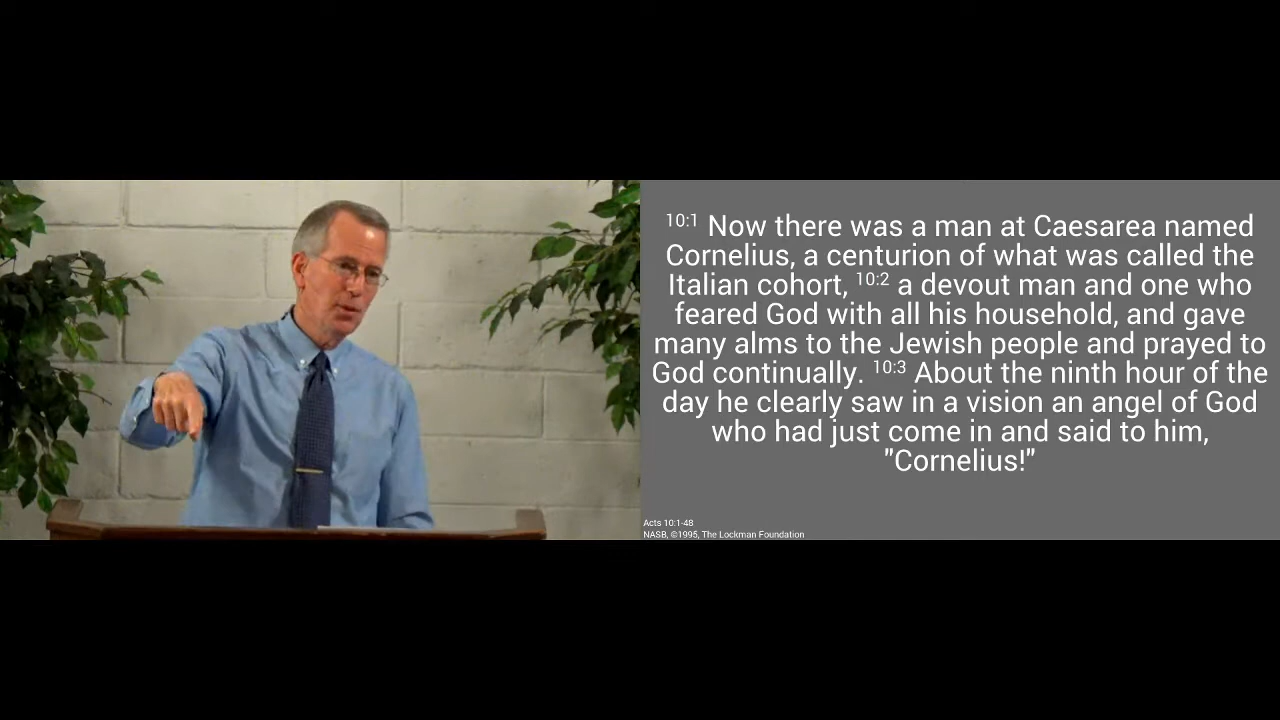 10:1 Now there was a man at Caesarea named
Cornelius, a centurion of what was called the
Italian cohort, 10:2 a devout man and one who
feared God with all his household, and gave
many alms to the Jewish people and prayed to
God continually. 10:3 About the ninth hour of the
day he clearly saw in a vision an angel of God
who had just come in and said to him,
"Cornelius!"
Acts 10:1-48
NASB, ©1995, The Lockman Foundation